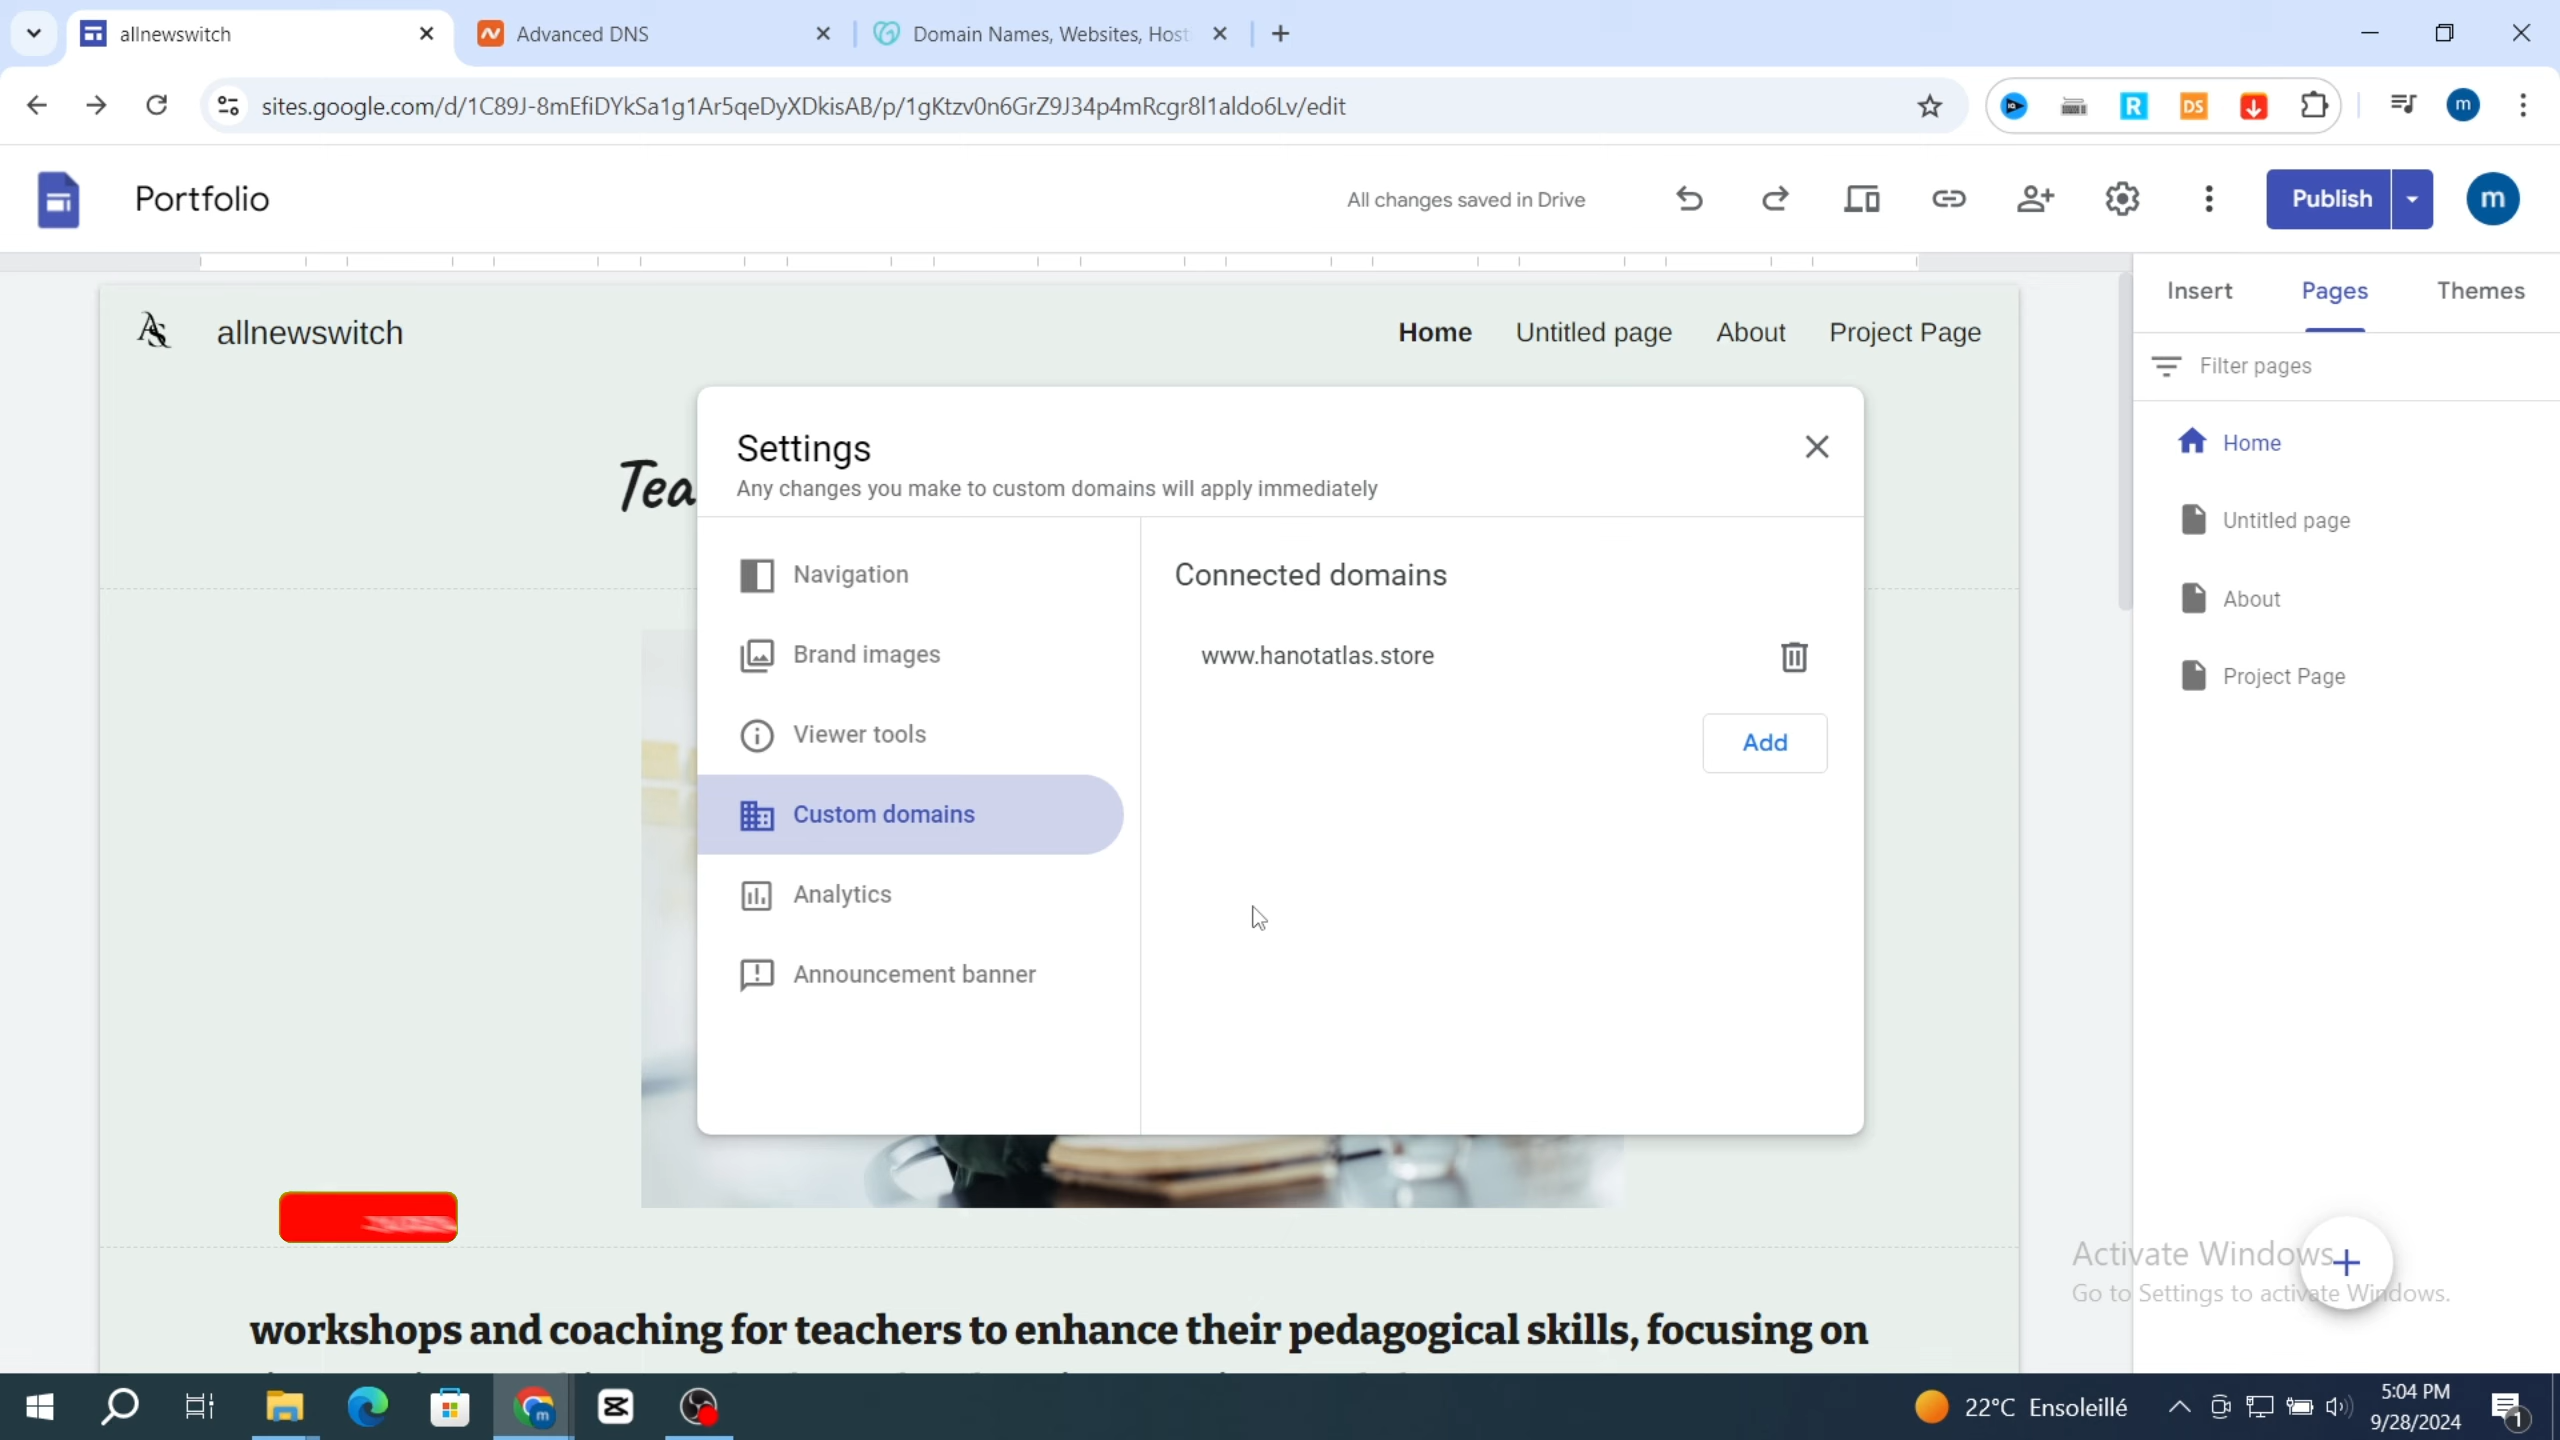 allnewswitch
Advanced DNS
Domain Names, Websites, Host
sites.google.com/d/1C89J-8mEfiDYkSa1g1Ar5qeDyXDkisAB/p/1gKtzv0n6GrZ9J34p4mRcgr8l1aldo6Lv/edit
R
DS
m
Portfolio
All changes saved in Drive
Publish
m
Insert
Pages
Themes
AS
allnewswitch
Home
Untitled page
About
Project Page
Filter pages
Home
Untitled page
About
Project Page
Tea
Settings
Any changes you make to custom domains will apply immediately
Navigation
Brand images
Viewer tools
Custom domains
Analytics
Announcement banner
Connected domains
www.hanotatlas.store
Add
workshops and coaching for teachers to enhance their pedagogical skills, focusing on
Activate Windows
Go to Settings to activate Windows.
m
22°C Ensoleillé
5:04 PM
9/28/2024
1